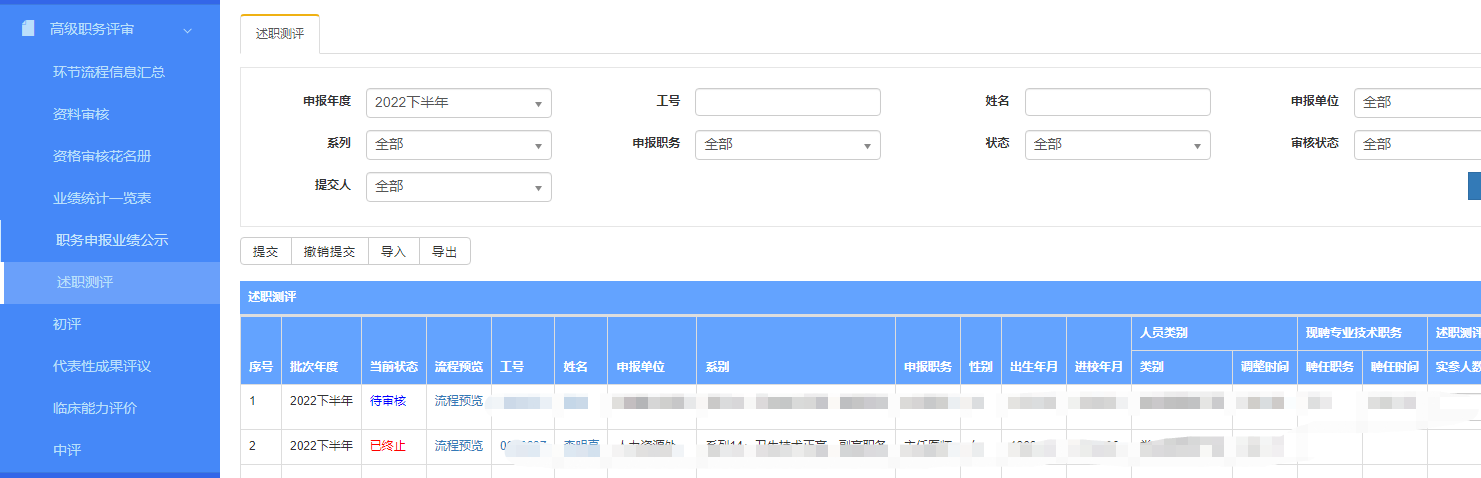 高级职务评审
环节流程信息汇总
资料审核
资格审核花名册
业绩统计一览表
职务申报业绩公示
述职测评
初评
代表性成果评议
临床能力评价
中评
述职测评
申报年度 2022下半年 工号 姓名 申报单位 全部
系列 全部 申报职务 全部 状态 全部 审核状态 全部
提交人 全部
提交 撤销提交 导入 导出
述职测评
人员类别 现聘专业技术职务 述职测评
序号 批次年度 当前状态 流程预览 工号 姓名 申报单位 系别 申报职务 性别 出生年月 进校年月 类别 调整时间 聘任职务 聘任时间 实参人数
1 2022下半年 待审核 流程预览
2 2022下半年 已终止 流程预览